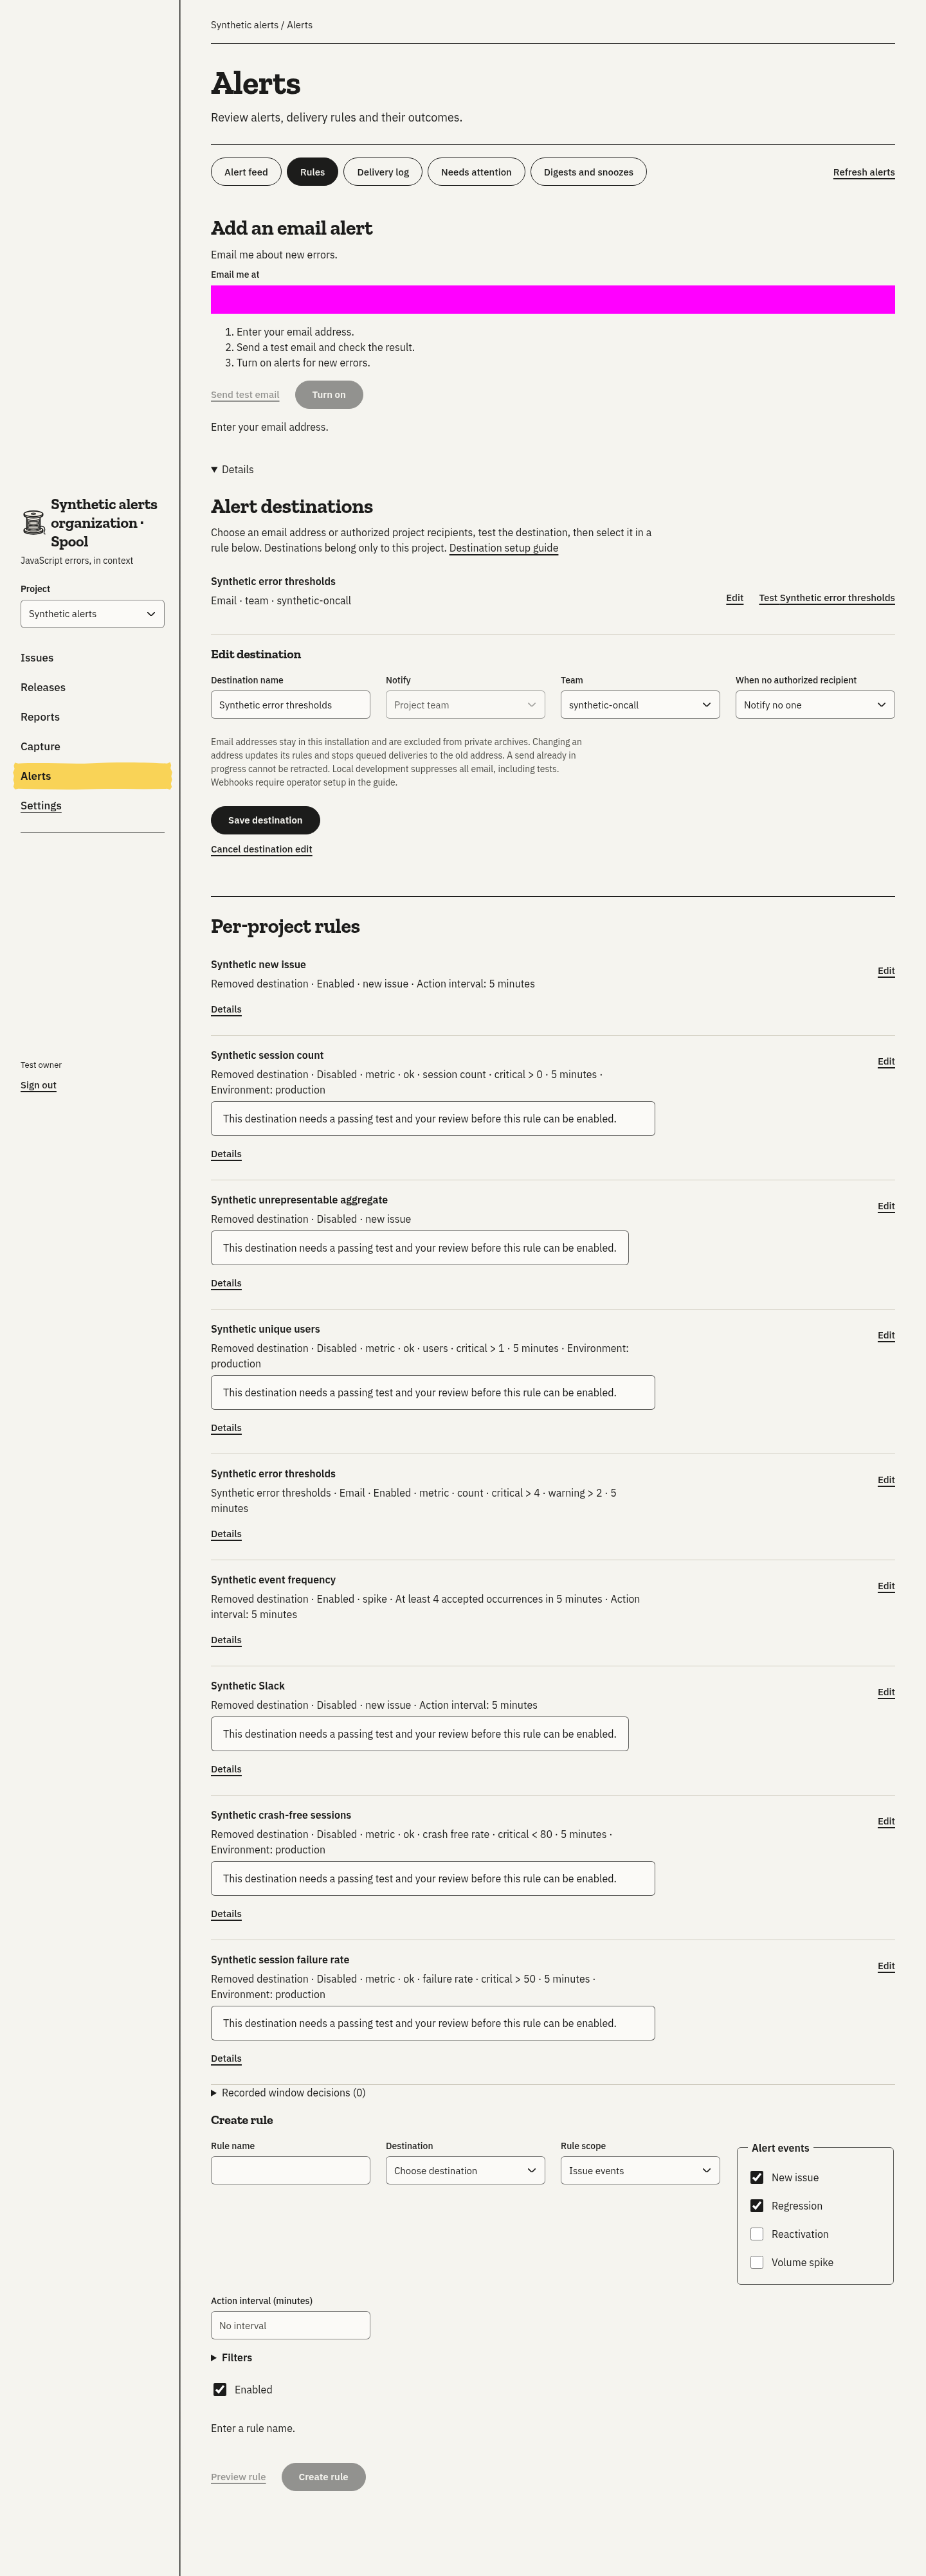 Synthetic alerts / Alerts
Alerts
Review alerts, delivery rules and their outcomes.
Alert feed
Rules
Delivery log
Needs attention
Digests and snoozes
Refresh alerts
Add an email alert
Email me about new errors.
Email me at
1. Enter your email address.
2. Send a test email and check the result.
3. Turn on alerts for new errors.
Send test email
Turn on
Enter your email address.
Details
Synthetic alerts
organization ·
Spool
JavaScript errors, in context
Project
Synthetic alerts
Issues
Releases
Reports
Capture
Alerts
Settings
Test owner
Sign out
Alert destinations
Choose an email address or authorized project recipients, test the destination, then select it in a
rule below. Destinations belong only to this project. Destination setup guide
Synthetic error thresholds
Email · team · synthetic-oncall
Edit
Test Synthetic error thresholds
Edit destination
Destination name
Notify
Team
When no authorized recipient
Synthetic error thresholds
Project team
synthetic-oncall
Notify no one
Email addresses stay in this installation and are excluded from private archives. Changing an
address updates its rules and stops queued deliveries to the old address. A send already in
progress cannot be retracted. Local development suppresses all email, including tests.
Webhooks require operator setup in the guide.
Save destination
Cancel destination edit
Per-project rules
Synthetic new issue
Edit
Removed destination · Enabled · new issue · Action interval: 5 minutes
Details
Synthetic session count
Edit
Removed destination · Disabled · metric · ok · session count · critical > 0 · 5 minutes ·
Environment: production
This destination needs a passing test and your review before this rule can be enabled.
Details
Synthetic unrepresentable aggregate
Edit
Removed destination · Disabled · new issue
This destination needs a passing test and your review before this rule can be enabled.
Details
Synthetic unique users
Edit
Removed destination · Disabled · metric · ok · users · critical > 1 · 5 minutes · Environment:
production
This destination needs a passing test and your review before this rule can be enabled.
Details
Synthetic error thresholds
Edit
Synthetic error thresholds · Email · Enabled · metric · count · critical > 4 · warning > 2 · 5
minutes
Details
Synthetic event frequency
Edit
Removed destination · Enabled · spike · At least 4 accepted occurrences in 5 minutes · Action
interval: 5 minutes
Details
Synthetic Slack
Edit
Removed destination · Disabled · new issue · Action interval: 5 minutes
This destination needs a passing test and your review before this rule can be enabled.
Details
Synthetic crash-free sessions
Edit
Removed destination · Disabled · metric · ok · crash free rate · critical < 80 · 5 minutes ·
Environment: production
This destination needs a passing test and your review before this rule can be enabled.
Details
Synthetic session failure rate
Edit
Removed destination · Disabled · metric · ok · failure rate · critical > 50 · 5 minutes ·
Environment: production
This destination needs a passing test and your review before this rule can be enabled.
Details
Recorded window decisions (0)
Create rule
Rule name
Destination
Rule scope
Choose destination
Issue events
Alert events
New issue
Regression
Reactivation
Volume spike
Action interval (minutes)
No interval
Filters
Enabled
Enter a rule name.
Preview rule
Create rule